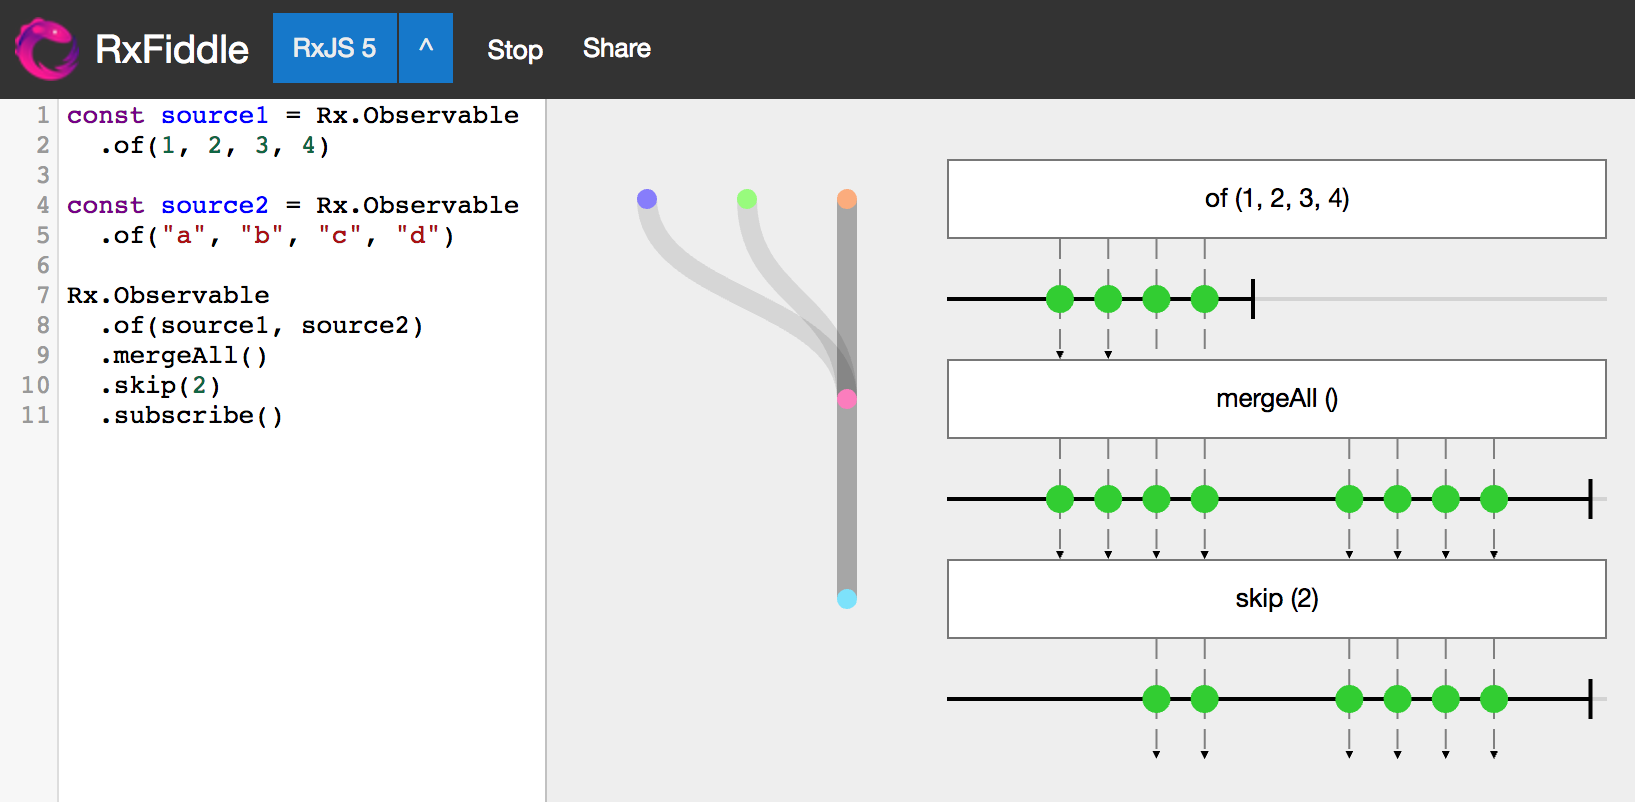 RxFiddle RxJS 5 ^ Stop Share
1 const source1 = Rx.Observable
2 .of(1, 2, 3, 4)
3
4 const source2 = Rx.Observable
5 .of("a", "b", "c", "d")
6
7 Rx.Observable
8 .of(source1, source2)
9 .mergeAll()
10 .skip(2)
11 .subscribe()
of (1, 2, 3, 4)
mergeAll ()
skip (2)